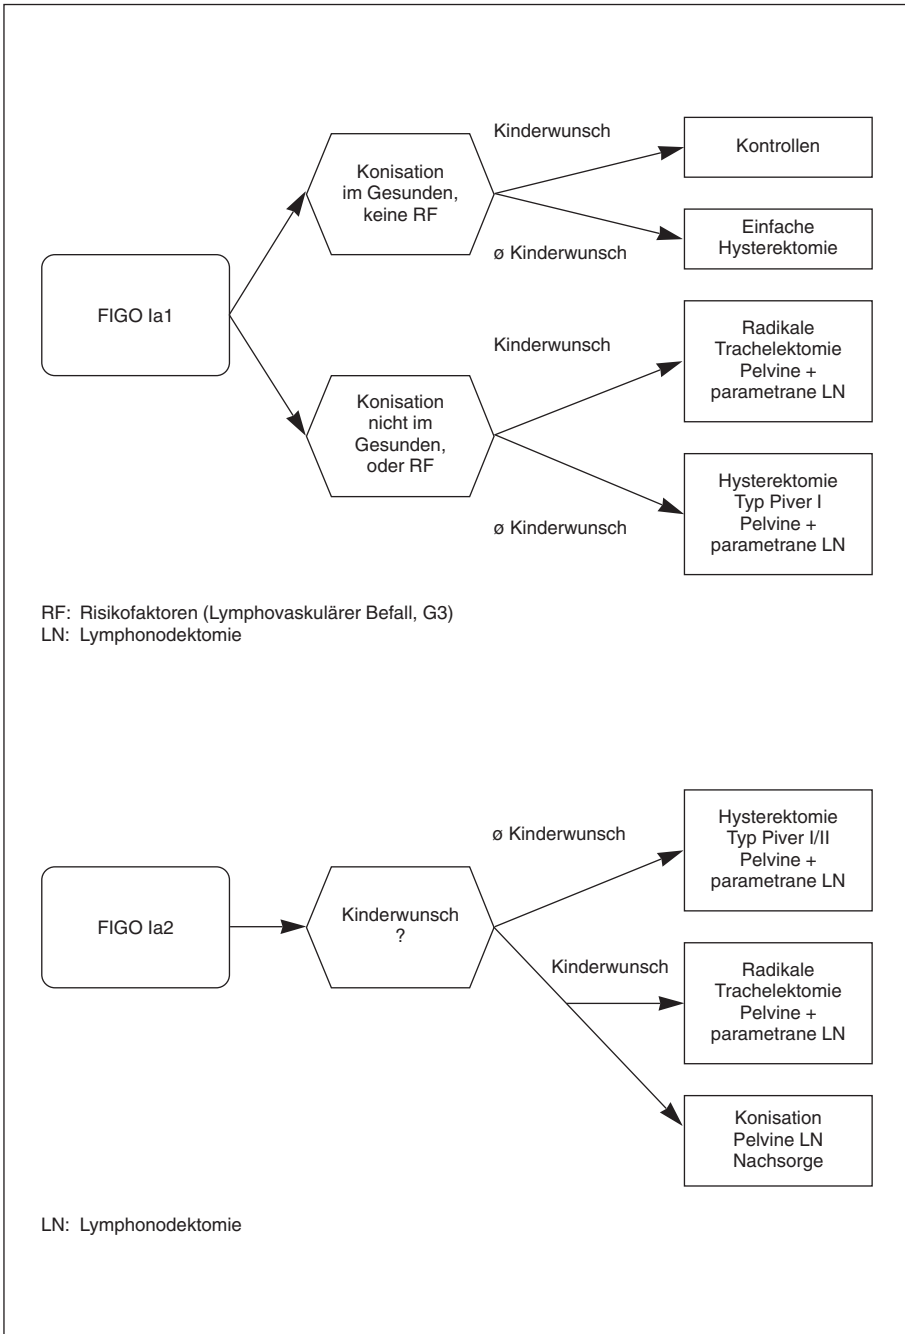 FIGO Ia1
Konisation
im Gesunden,
keine RF
Kinderwunsch
Kontrollen
ø Kinderwunsch
Einfache
Hysterektomie
Konisation
nicht im
Gesunden,
oder RF
Kinderwunsch
Radikale
Trachelektomie
Pelvine +
parametrane LN
ø Kinderwunsch
Hysterektomie
Typ Piver I
Pelvine +
parametrane LN
RF: Risikofaktoren (Lymphovaskulärer Befall, G3)
LN: Lymphonodektomie
FIGO Ia2
Kinderwunsch
?
ø Kinderwunsch
Hysterektomie
Typ Piver I/II
Pelvine +
parametrane LN
Kinderwunsch
Radikale
Trachelektomie
Pelvine +
parametrane LN
Konisation
Pelvine LN
Nachsorge
LN: Lymphonodektomie